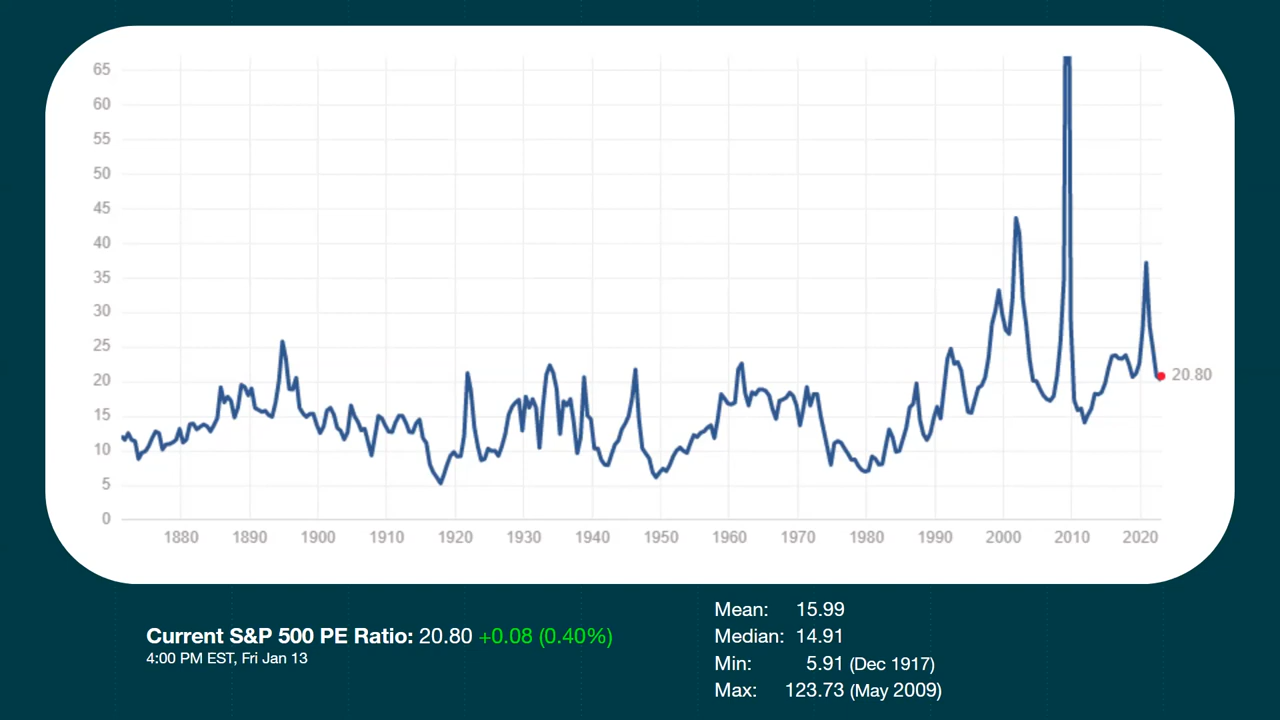 65
60
55
50
45
40
35
30
25
20
15
10
5
0
20.80
1880 1890 1900 1910 1920 1930 1940 1950 1960 1970 1980 1990 2000 2010 2020
Current S&P 500 PE Ratio: 20.80 +0.08 (0.40%)
4:00 PM EST, Fri Jan 13
Mean: 15.99
Median: 14.91
Min: 5.91 (Dec 1917)
Max: 123.73 (May 2009)